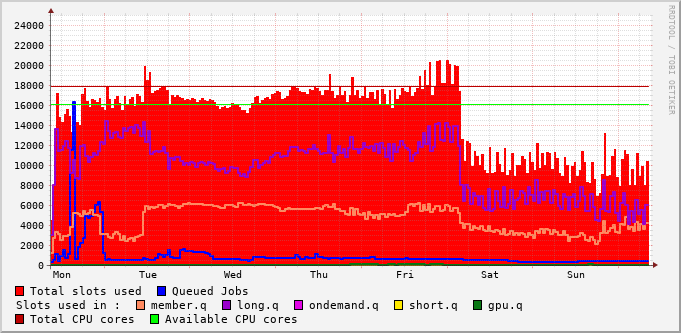 RRDTOOL / TOBI OETIKER
24000
22000
20000
18000
16000
14000
12000
10000
8000
6000
4000
2000
0
Mon Tue Wed Thu Fri Sat Sun
Total slots used Queued Jobs
Slots used in : member.q long.q ondemand.q short.q gpu.q
Total CPU cores Available CPU cores